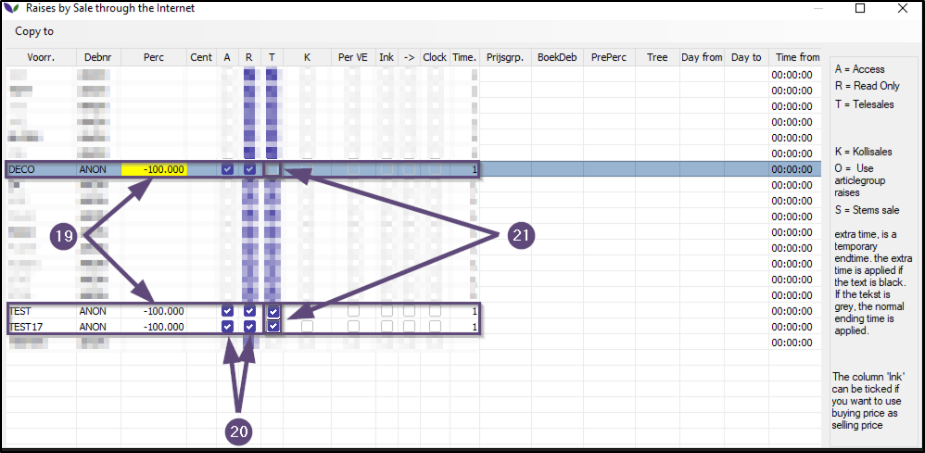 Raises by Sale through the Internet
Copy to
Voorr. Debnr Perc Cent A R T K Per VE Ink -> Clock Time. Prijsgrp. BoekDeb PrePerc Tree Day from Day to Time from
00:00:00
00:00:00
00:00:00
00:00:00
00:00:00
00:00:00
DECO ANON -100.000 1 00:00:00
00:00:00
00:00:00
00:00:00
00:00:00
00:00:00
00:00:00
00:00:00
00:00:00
TEST ANON -100.000 1 00:00:00
TEST17 ANON -100.000 1 00:00:00
00:00:00
19
21
20
A = Access
R = Read Only
T = Telesales
K = Kollisales
O = Use
articlegroup
raises
S = Stems sale
extra time, is a
temporary
endtime. the extra
time is applied if
the text is black.
If the tekst is
grey, the normal
ending time is
applied.
The column 'Ink'
can be ticked if
you want to use
buying price as
selling price